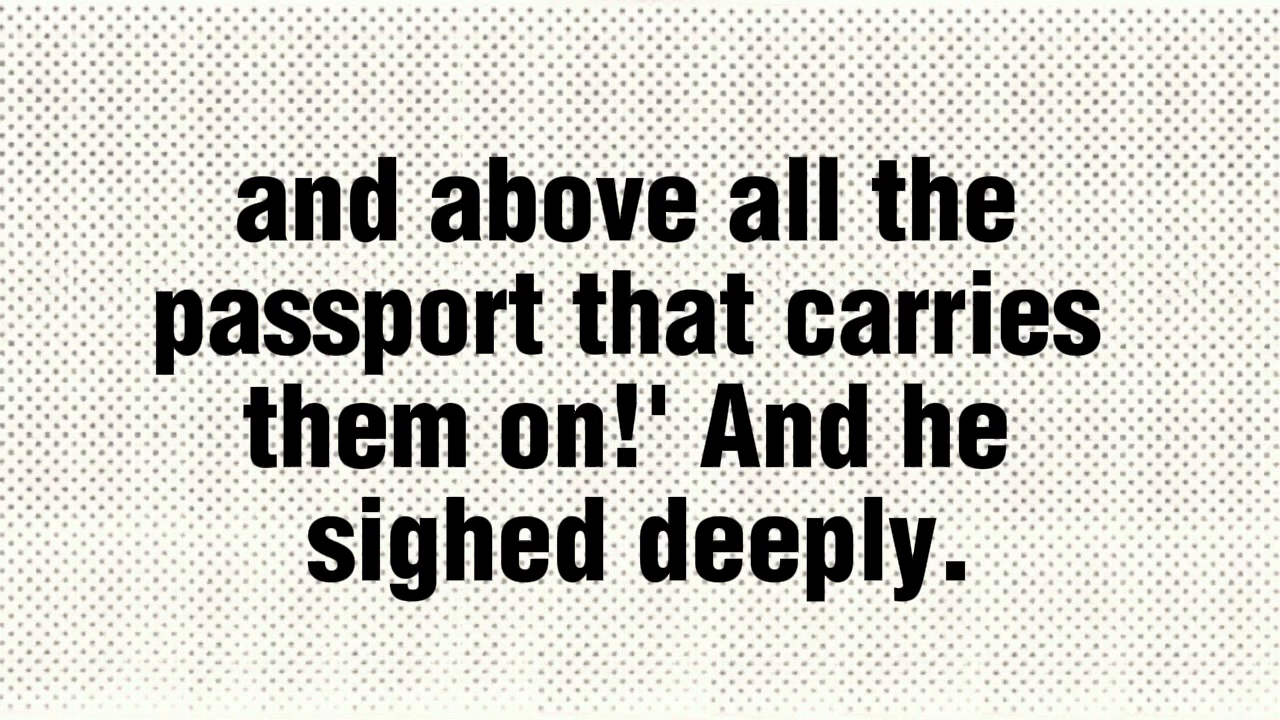 and above all the
passport that carries
them on!' And he
sighed deeply.